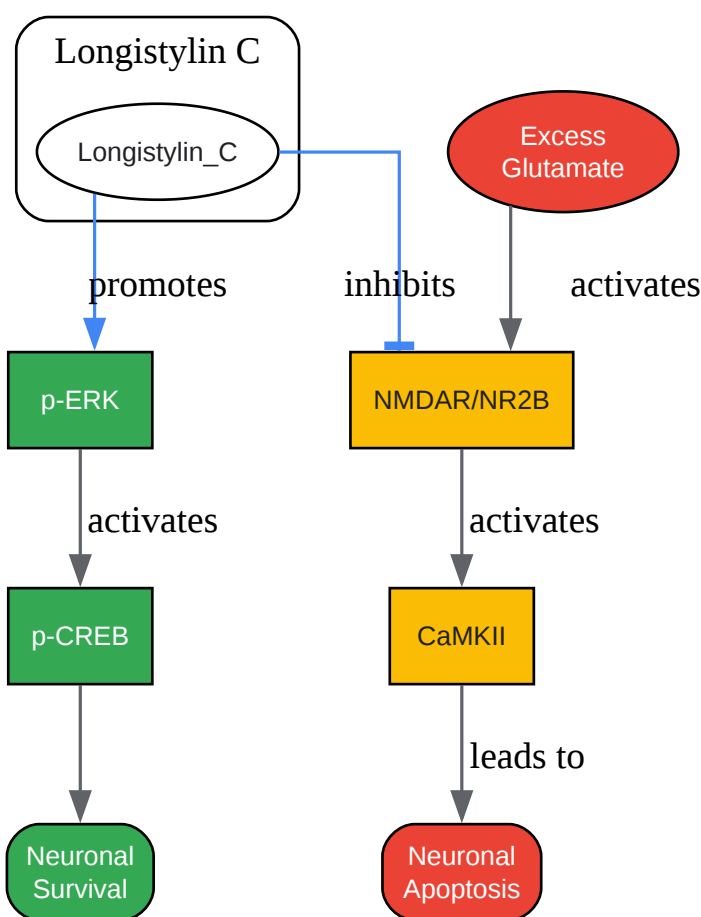 Longistylin C
Longistylin_C
Excess
Glutamate
promotes
inhibits
activates
p-ERK
NMDAR/NR2B
activates
activates
p-CREB
CaMKII
leads to
Neuronal
Survival
Neuronal
Apoptosis